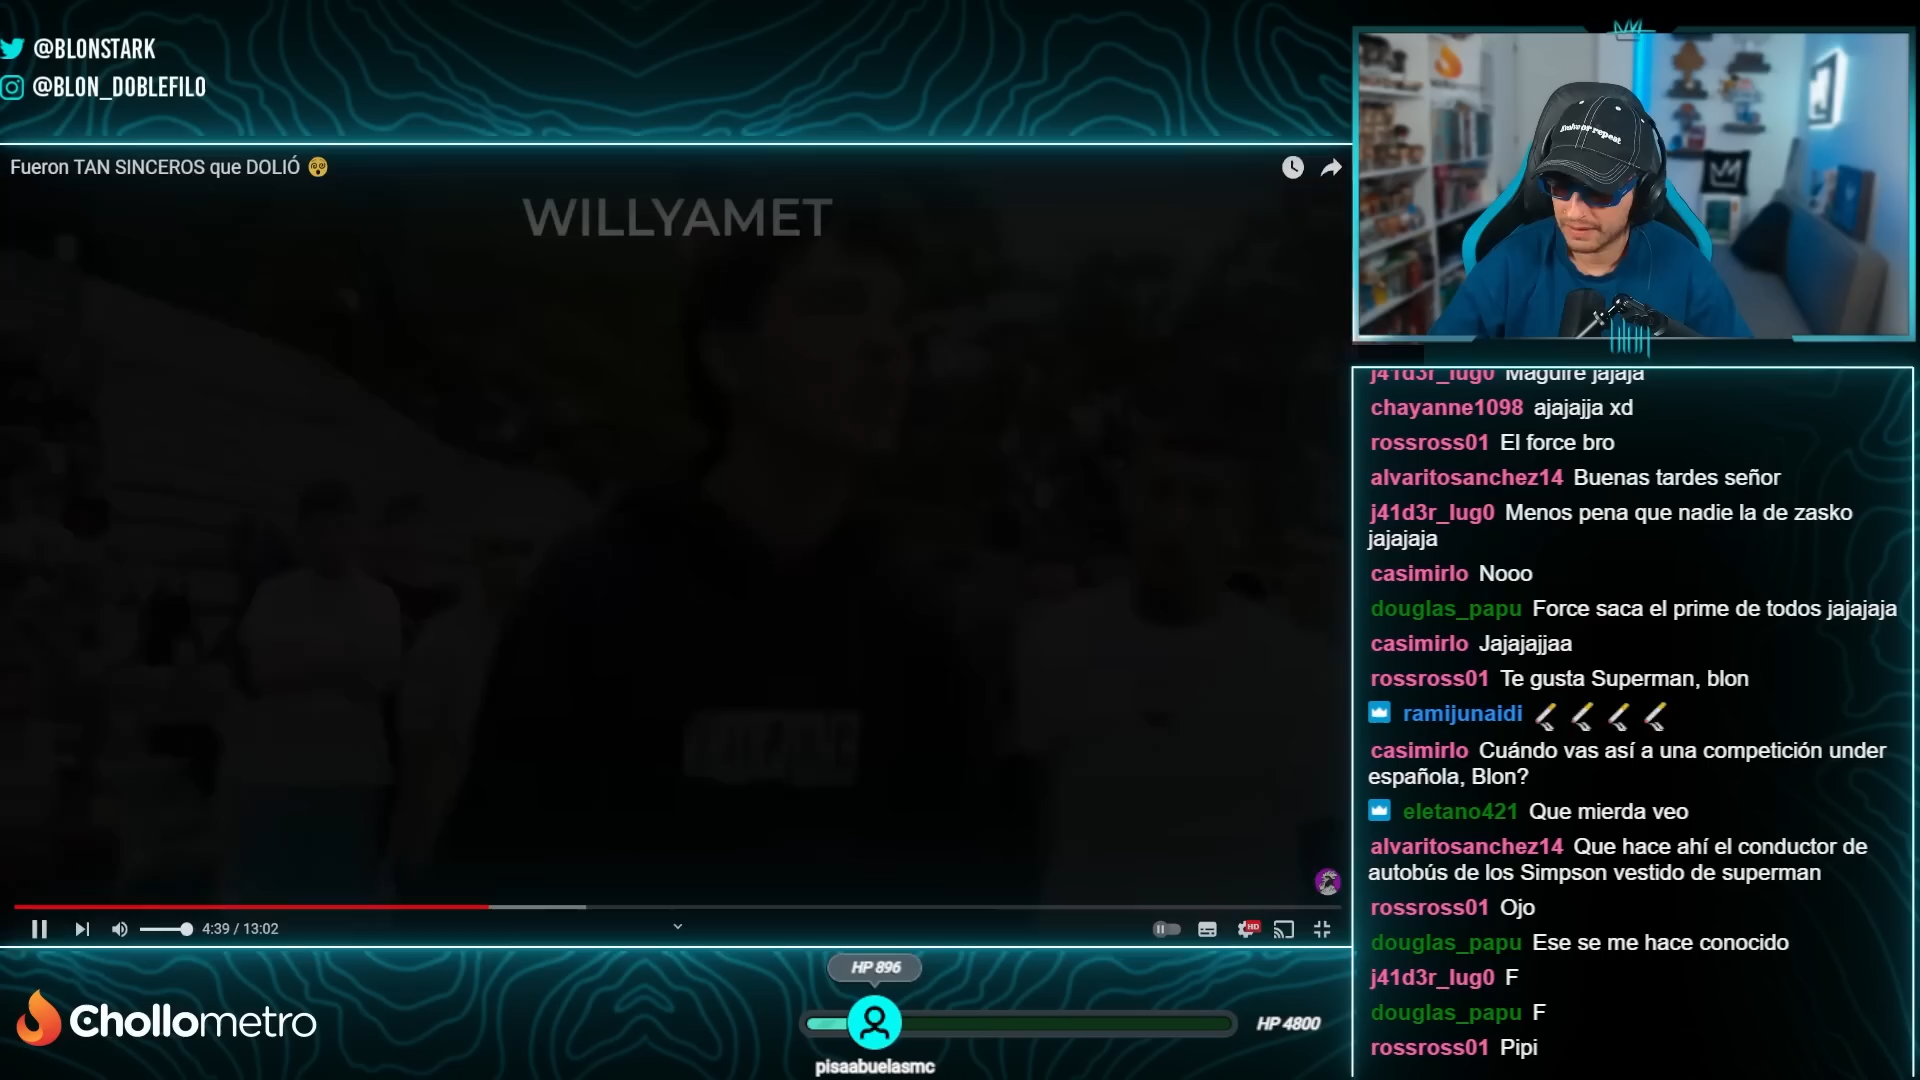 @BLONSTARK
@BLON_DOBLEFILO
Fueron TAN SINCEROS que DOLIÓ 😵
WILLYAMET
4:39 / 13:02
HD
Chollometro
HP 896
HP 4800
pisaabuelasmc
j41d3r_lug0 Maguire jajaja
chayanne1098 ajajajja xd
rossross01 El force bro
alvaritosanchez14 Buenas tardes señor
j41d3r_lug0 Menos pena que nadie la de zasko
jajajaja
casimirlo Nooo
douglas_papu Force saca el prime de todos jajajaja
casimirlo Jajajajjaa
rossross01 Te gusta Superman, blon
ramijunaidi
casimirlo Cuándo vas así a una competición under
española, Blon?
eletano421 Que mierda veo
alvaritosanchez14 Que hace ahí el conductor de
autobús de los Simpson vestido de superman
rossross01 Ojo
douglas_papu Ese se me hace conocido
j41d3r_lug0 F
douglas_papu F
rossross01 Pipi